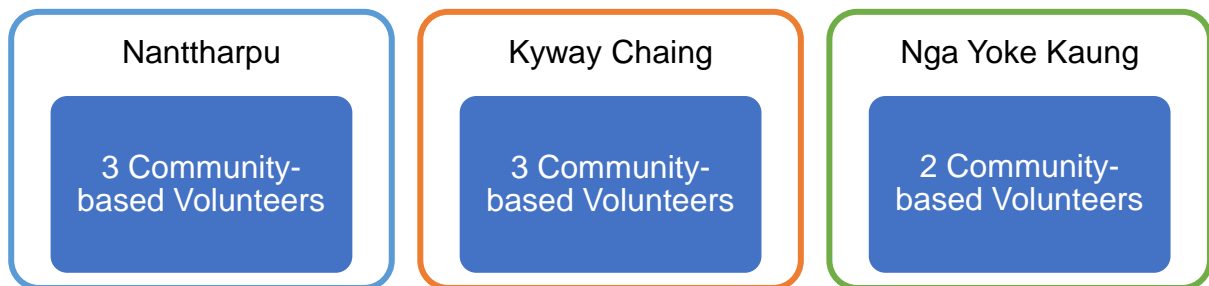 Nanttharpu
3 Community-
based Volunteers
Kyway Chaing
3 Community-
based Volunteers
Nga Yoke Kaung
2 Community-
based Volunteers